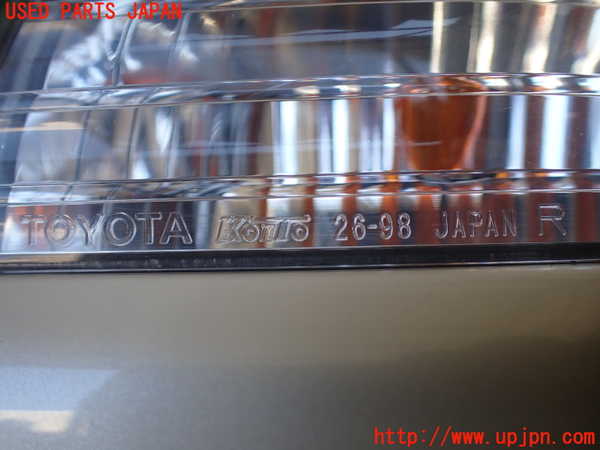 USED PARTS JAPAN
TOYOTA KOITO 26-98 JAPAN R
http://www.upjpn.com/